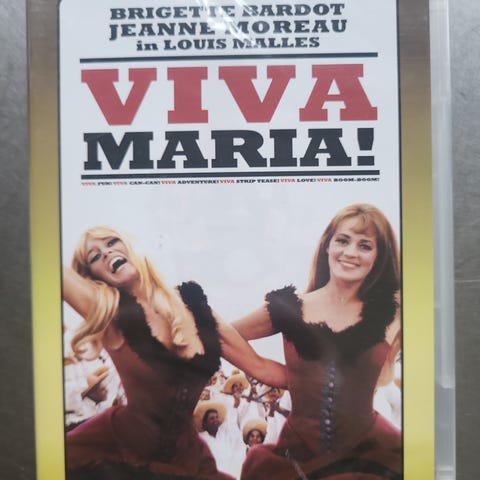 BRIGETTE BARDOT
JEANNE MOREAU
in LOUIS MALLES
VIVA
MARIA!
VIVA FUN! VIVA CAN-CAN! VIVA ADVENTURE! VIVA STRIP TEASE! VIVA LOVE! VIVA BOOM-BOOM!